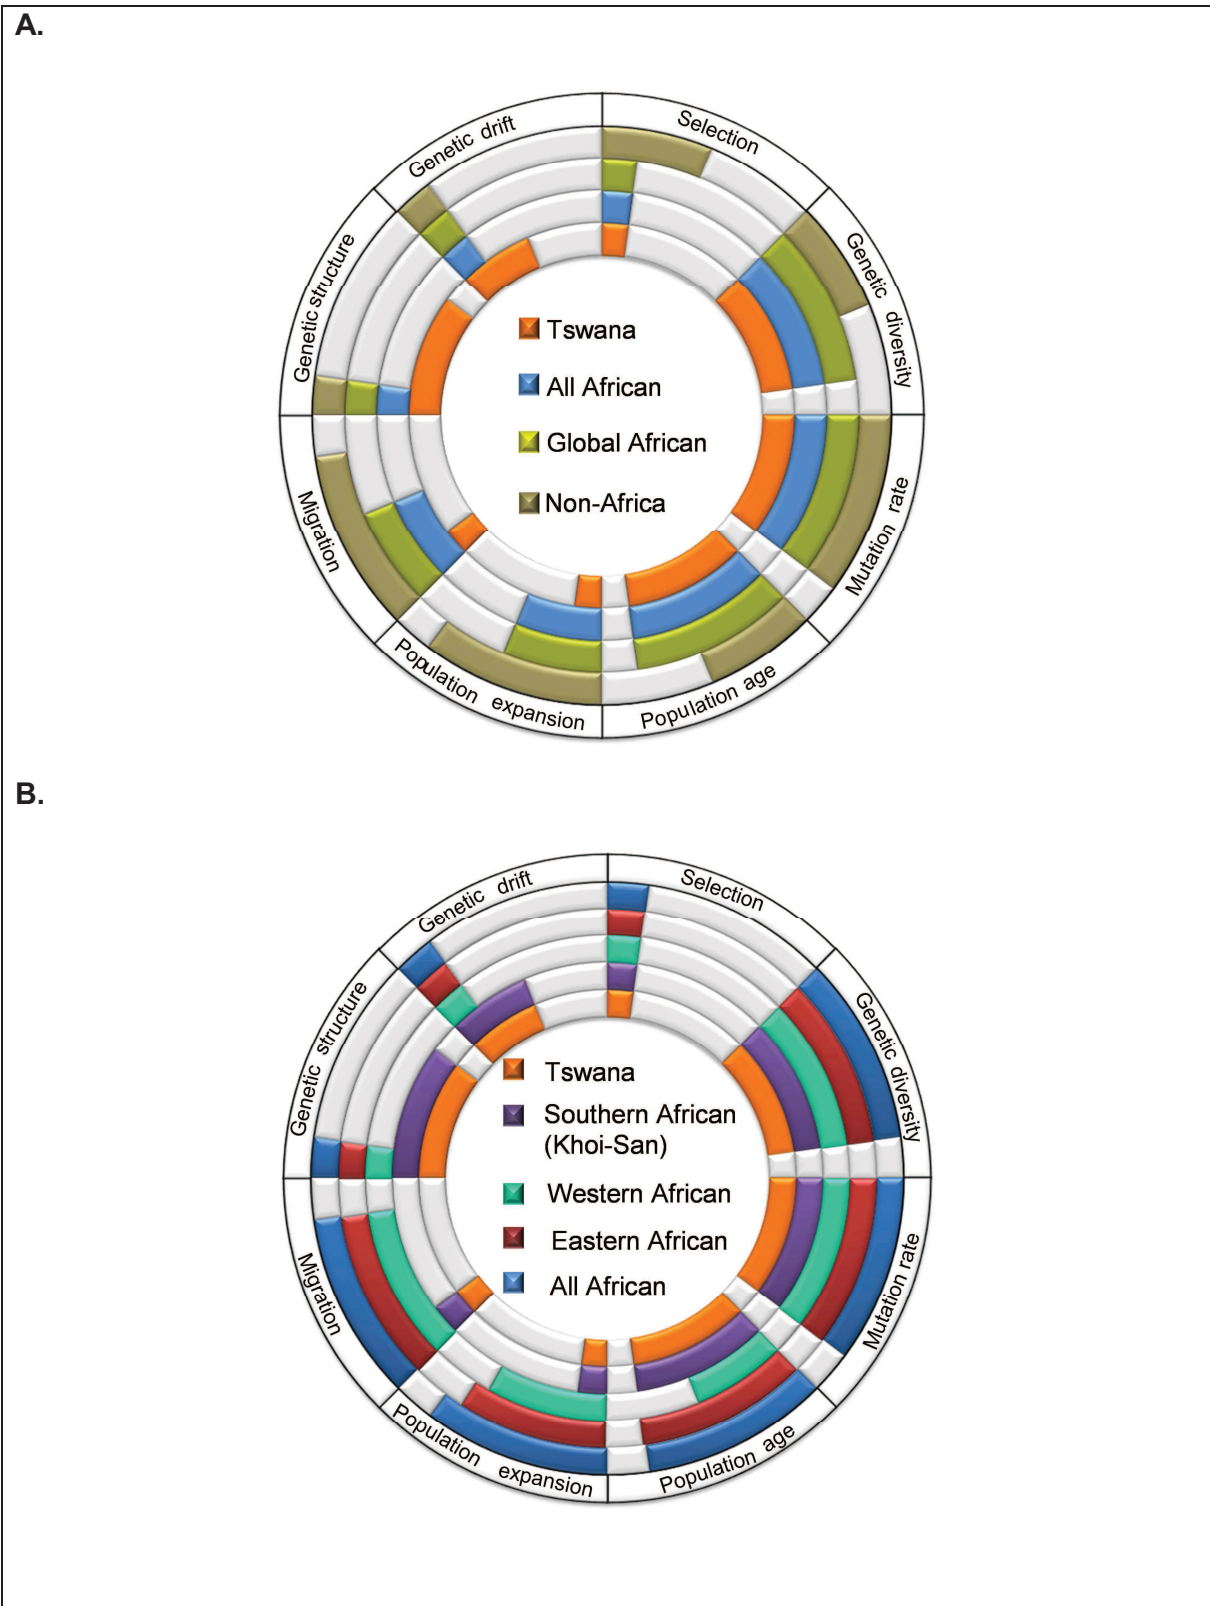 A.
Genetic drift
Selection
Genetic structure
Genetic diversity
Tswana
All African
Global African
Non-Africa
Migration
Mutation rate
Population expansion
Population age
B.
Genetic drift
Selection
Genetic structure
Genetic diversity
Tswana
Southern African
(Khoi-San)
Western African
Eastern African
All African
Migration
Mutation rate
Population expansion
Population age